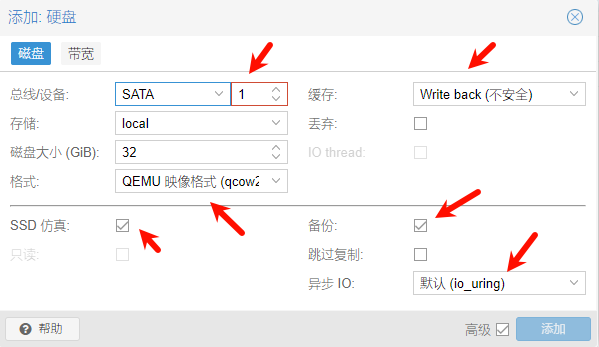 添加: 硬盘
磁盘 带宽
总线/设备: SATA 1 缓存: Write back (不安全)
存储: local 丢弃:
磁盘大小 (GiB): 32 IO thread:
格式: QEMU 映像格式 (qcow2
SSD 仿真: 备份:
只读: 跳过复制:
异步 IO: 默认 (io_uring)
帮助 高级 添加